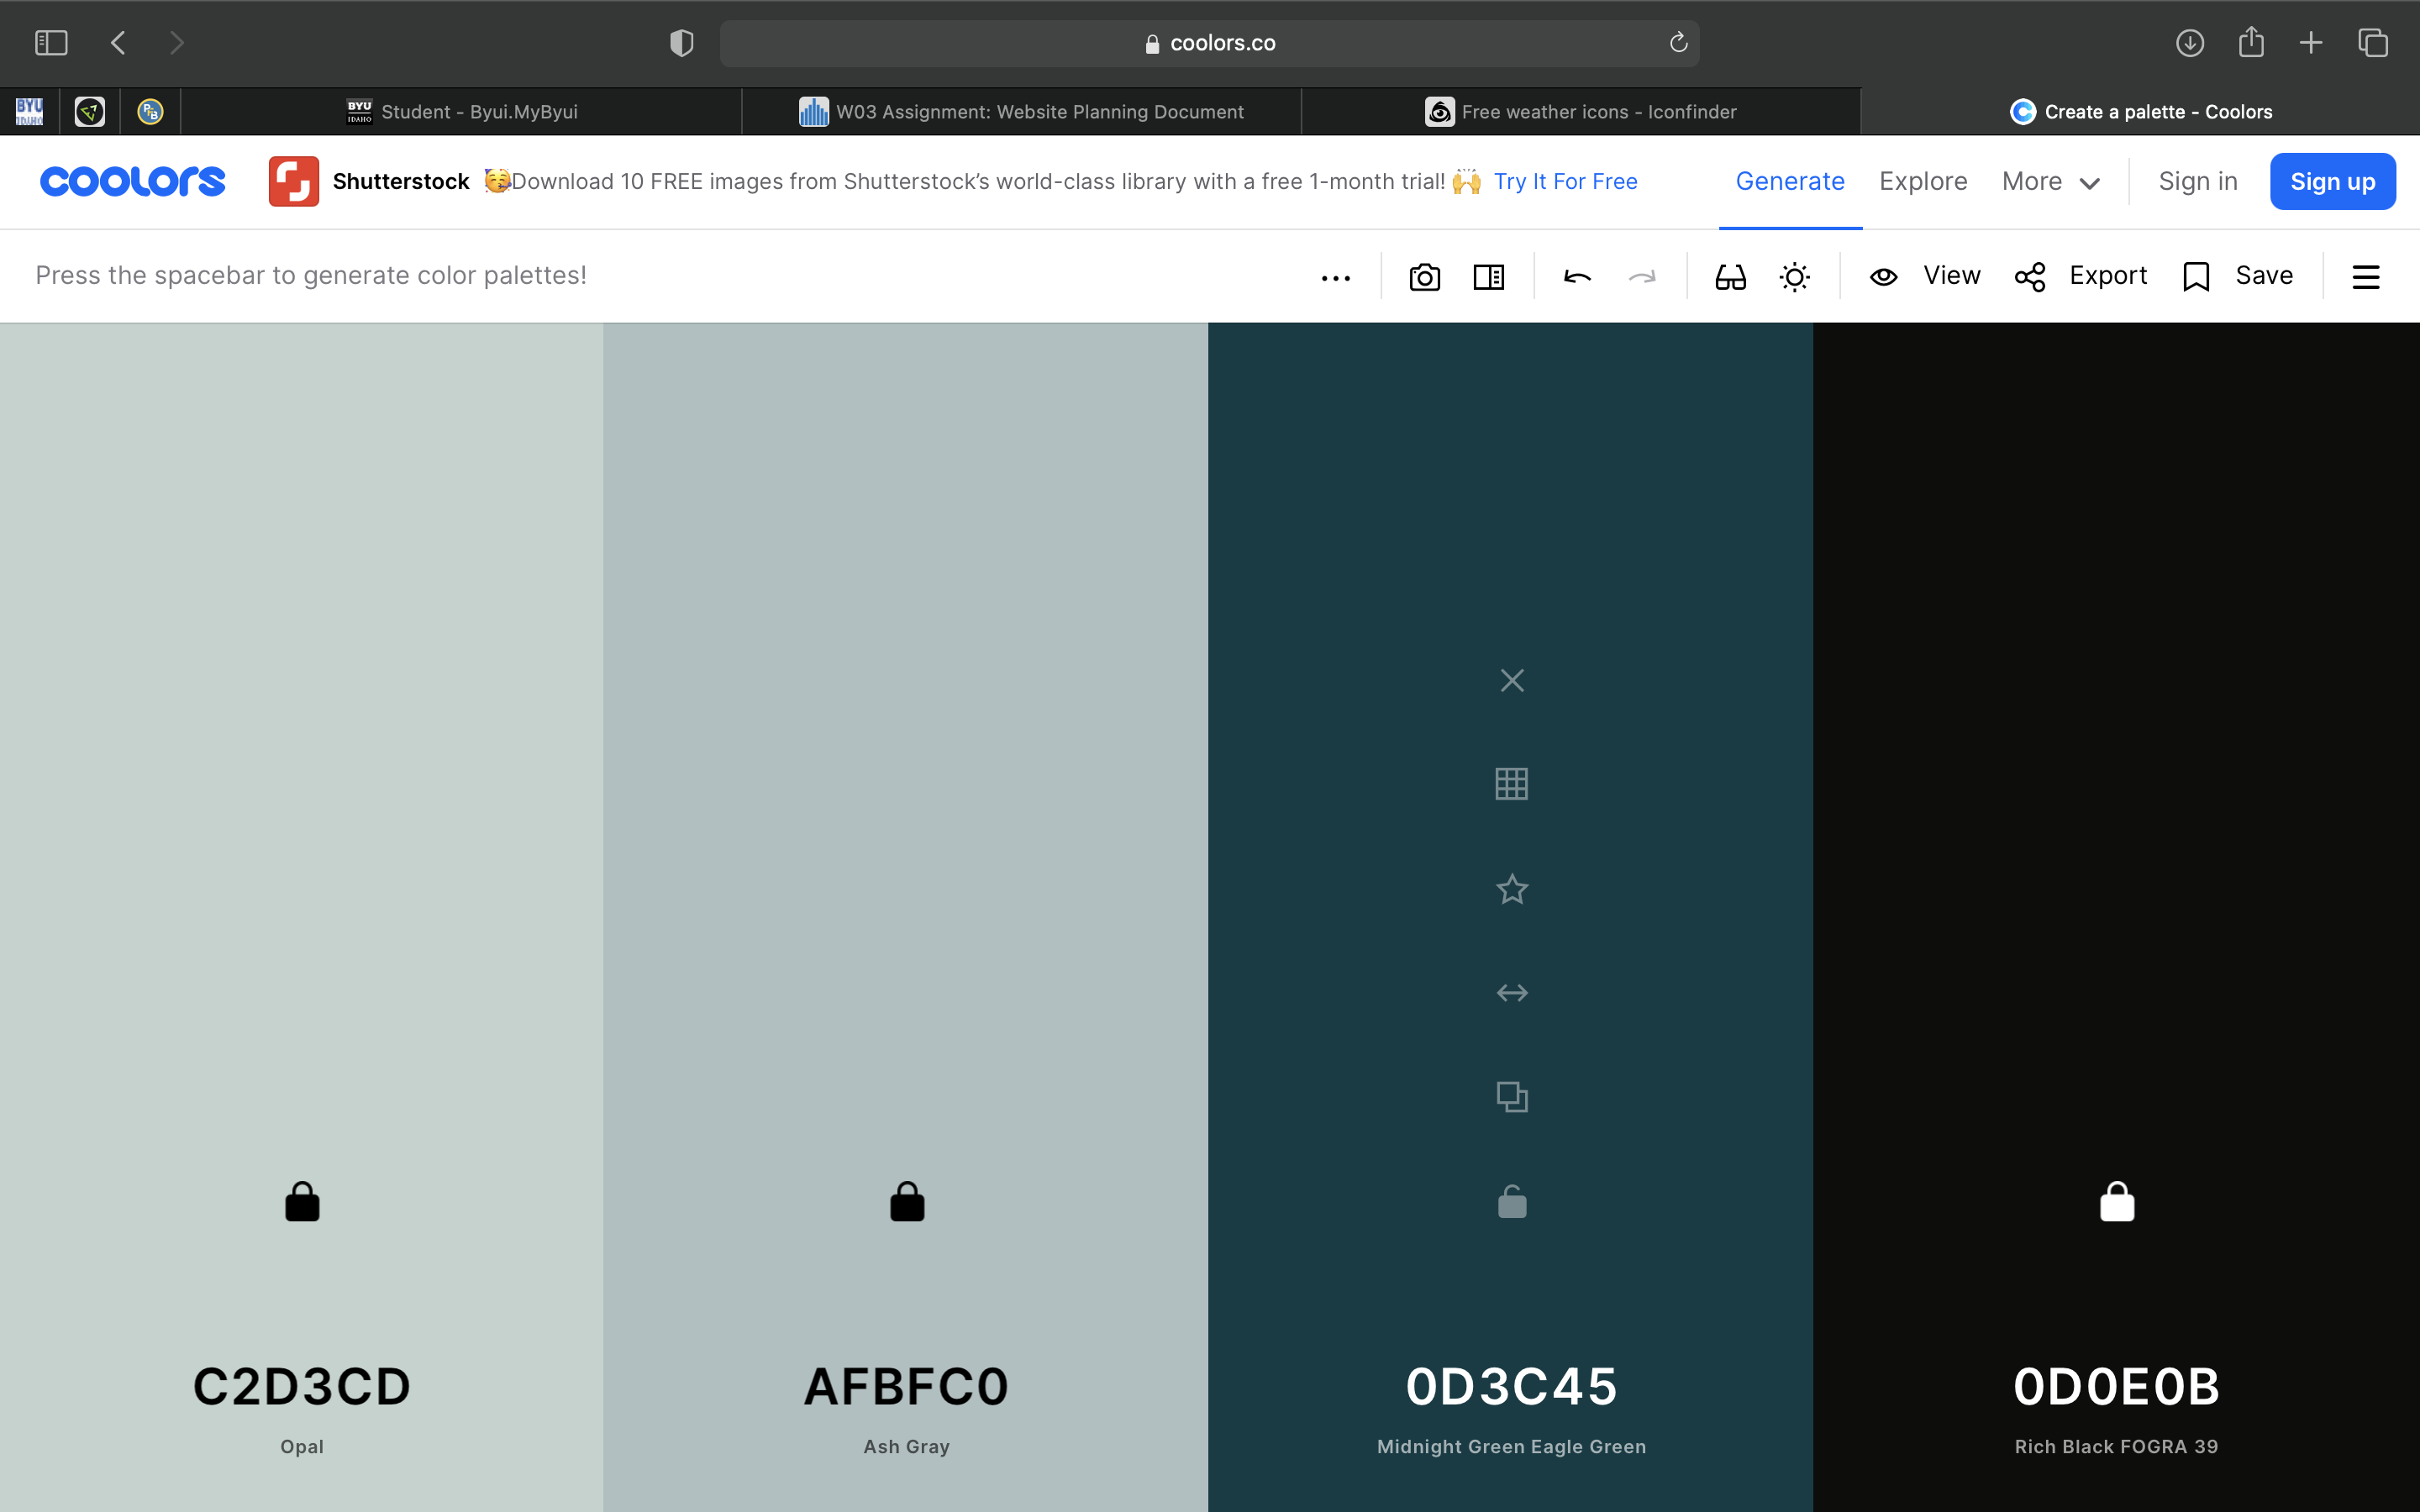 coolors.co
BYU IDAHO
BYU IDAHO Student - Byui.MyByui
W03 Assignment: Website Planning Document
Free weather icons - Iconfinder
Create a palette - Coolors
coolors
Shutterstock 🥳Download 10 FREE images from Shutterstock’s world-class library with a free 1-month trial! 🙌 Try It For Free
Generate
Explore
More
Sign in
Sign up
Press the spacebar to generate color palettes!
View
Export
Save
C2D3CD
Opal
AFBFC0
Ash Gray
0D3C45
Midnight Green Eagle Green
0D0E0B
Rich Black FOGRA 39